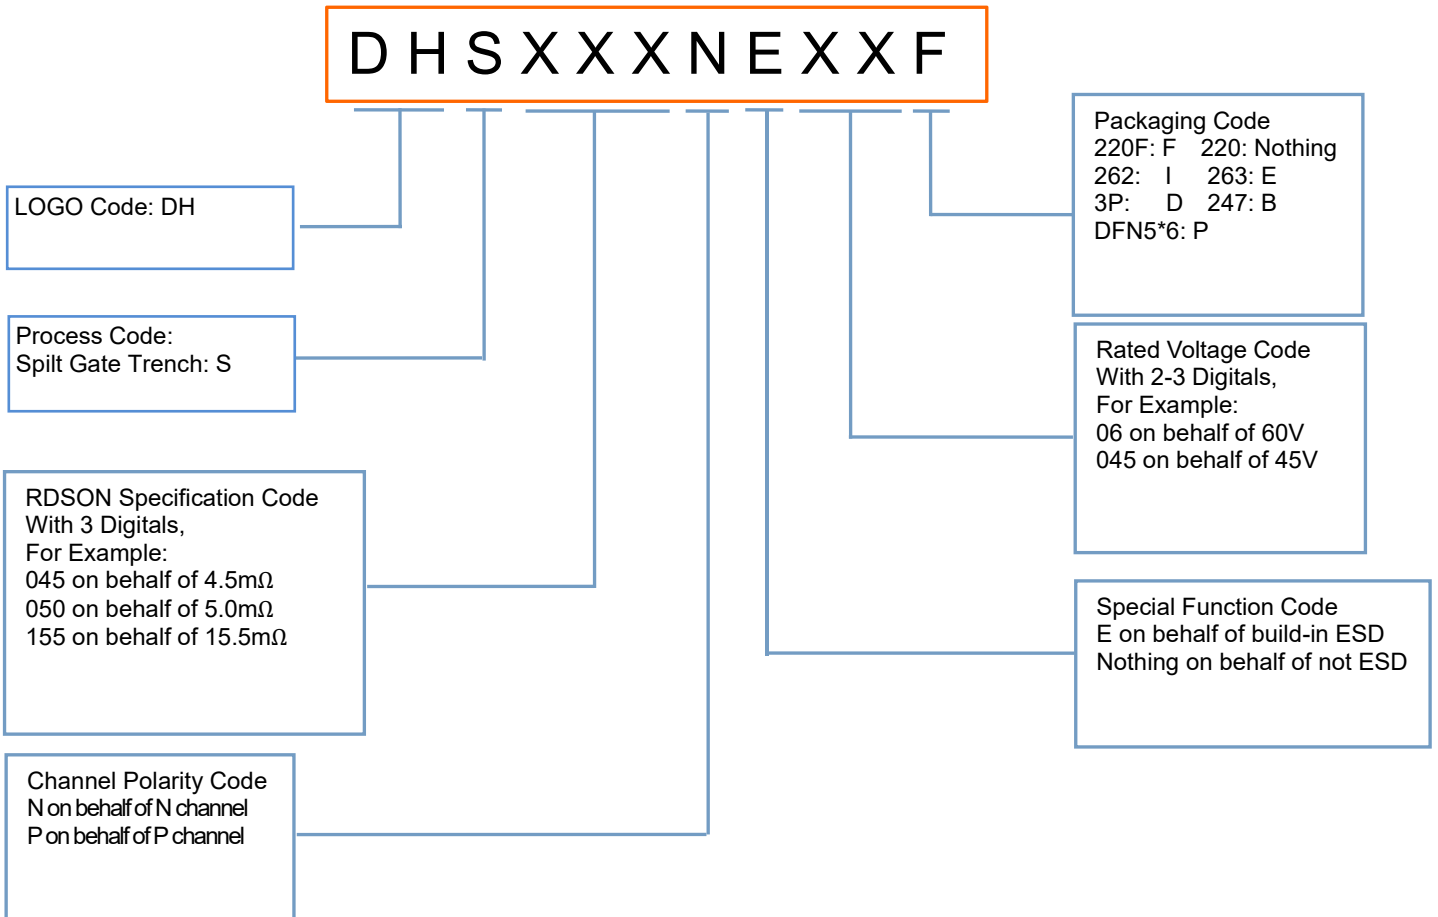 DHSXXXNEXXF
LOGO Code: DH
Process Code:
Spilt Gate Trench: S
RDSON Specification Code
With 3 Digitals,
For Example:
045 on behalf of 4.5mΩ
050 on behalf of 5.0mΩ
155 on behalf of 15.5mΩ
Channel Polarity Code
N on behalf of N channel
P on behalf of P channel
Packaging Code
220F: F 220: Nothing
262: I 263: E
3P: D 247: B
DFN5*6: P
Rated Voltage Code
With 2-3 Digitals,
For Example:
06 on behalf of 60V
045 on behalf of 45V
Special Function Code
E on behalf of build-in ESD
Nothing on behalf of not ESD